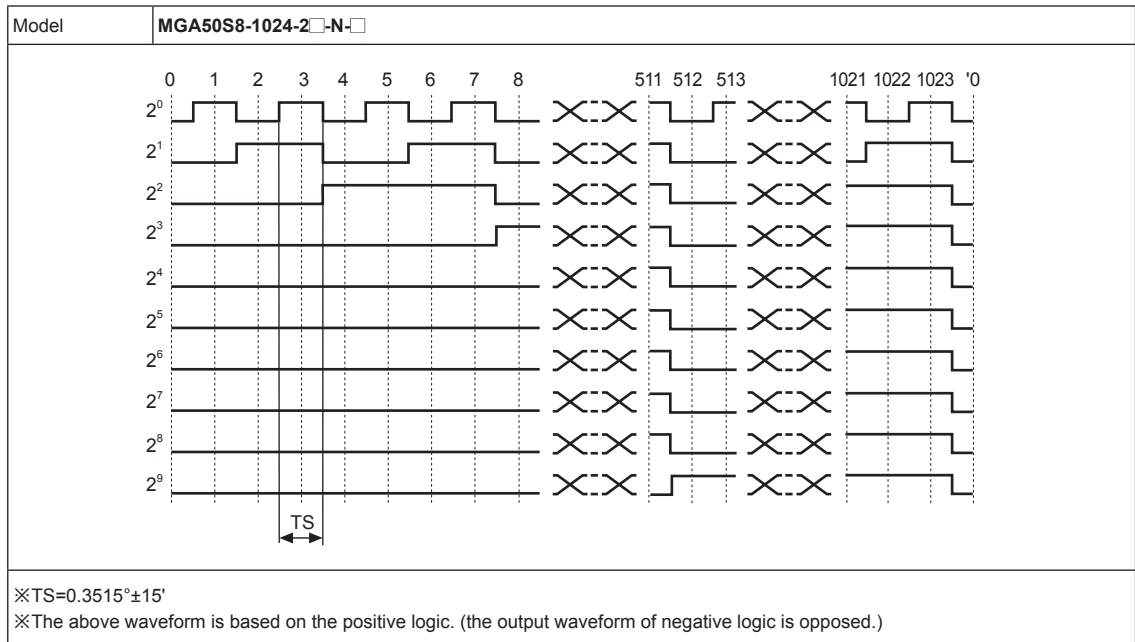 Model MGA50S8-1024-2□-N-□
0 1 2 3 4 5 6 7 8 511 512 513 1021 1022 1023 '0
2⁰
2¹
2²
2³
2⁴
2⁵
2⁶
2⁷
2⁸
2⁹
TS
※TS=0.3515°±15'
※The above waveform is based on the positive logic. (the output waveform of negative logic is opposed.)